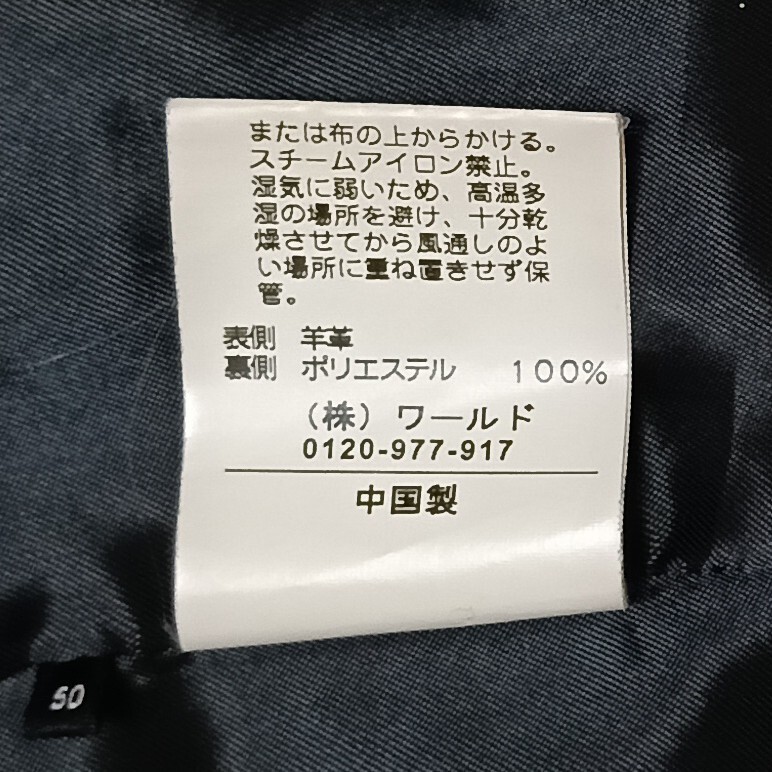 または布の上からかける。
スチームアイロン禁止。
湿気に弱いため、高温多
湿の場所を避け、十分乾
燥させてから風通しのよ
い場所に重ね置きせず保
管。
表側 羊革
裏側 ポリエステル 100%
(株) ワールド
0120-977-917
中国製
50